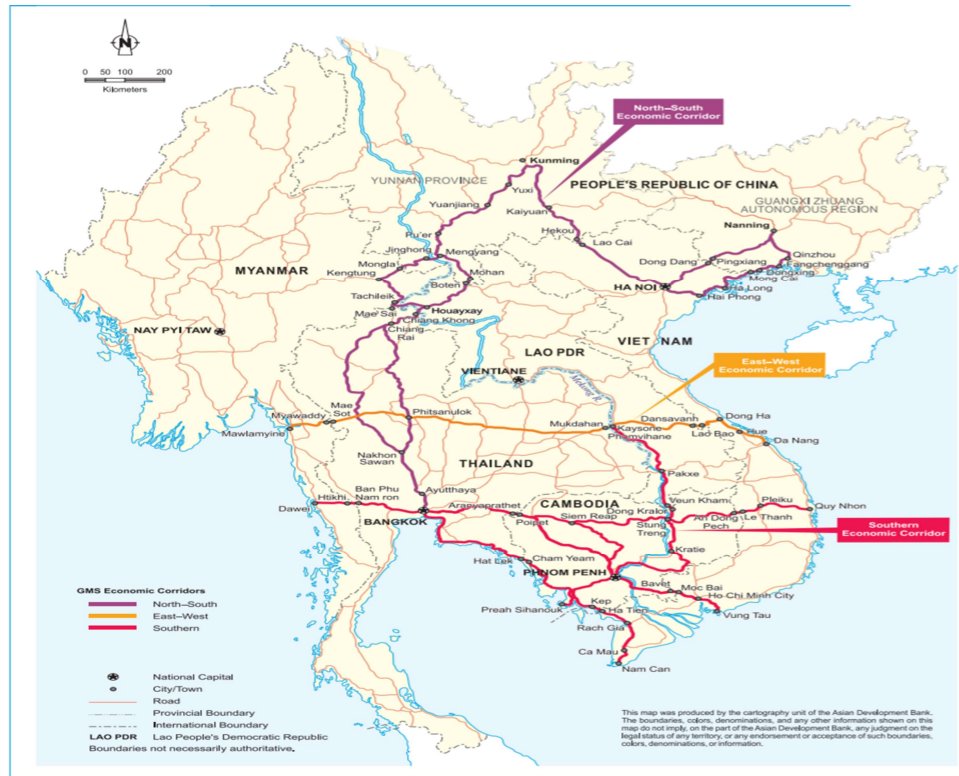 N
0 50 100 200
Kilometers
North–South
Economic Corridor
Kunming
YUNNAN PROVINCE
Yuxi
PEOPLE'S REPUBLIC OF CHINA
GUANGXI ZHUANG
AUTONOMOUS REGION
Yuanjiang
Kaiyuan
Nanning
Hekou
Lao Cai
Pu'er
Jinghong
Mengyang
Qinzhou
Dong Dang
Pingxiang
Fangchenggang
Dongxing
Mong Cai
MYANMAR
Mongla
Mohan
Kengtung
Boten
HA NOI
Ha Long
Hai Phong
Tachileik
Mae Sai
Houayxay
Chiang Khong
Chiang
Rai
NAY PYI TAW
VIET NAM
LAO PDR
VIENTIANE
Mekong R.
East–West
Economic Corridor
Mae
Sot
Myawaddy
Phitsanulok
Dansavanh
Dong Ha
Mukdahan
Kaysone
Phomvihane
Lao Bao
Hue
Mawlamyine
Da Nang
Nakhon
Sawan
THAILAND
Pakxe
Ban Phu
Nam ron
Ayutthaya
Htikhi
Aranyaprathet
CAMBODIA
Veun Kham
Pleiku
Dawei
Dong Kralor
Siem Reap
Quy Nhon
BANGKOK
Poipet
Stung
Treng
Le Thanh
Pech
Southern
Economic Corridor
Kratie
Hat Lek
Cham Yeam
PHNOM PENH
Bavet
Moc Bai
Ho Chi Minh City
Kep
Preah Sihanouk
Ha Tien
Vung Tau
Rach Gia
Ca Mau
Nam Can
GMS Economic Corridors
North–South
East–West
Southern
National Capital
City/Town
Road
Provincial Boundary
International Boundary
LAO PDR Lao People's Democratic Republic
Boundaries not necessarily authoritative.
This map was produced by the cartography unit of the Asian Development Bank.
The boundaries, colors, denominations, and any other information shown on this
map do not imply, on the part of the Asian Development Bank, any judgment on the
legal status of any territory, or any endorsement or acceptance of such boundaries,
colors, denominations, or information.